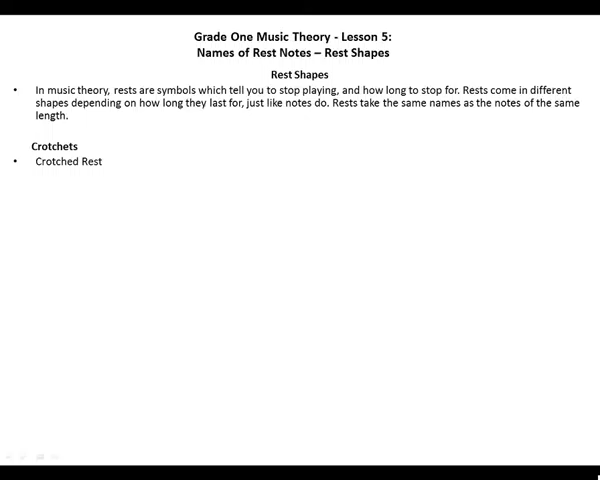 Grade One Music Theory - Lesson 5:
Names of Rest Notes – Rest Shapes
Rest Shapes
• In music theory, rests are symbols which tell you to stop playing, and how long to stop for. Rests come in different
shapes depending on how long they last for, just like notes do. Rests take the same names as the notes of the same
length.
Crotchets
• Crotched Rest